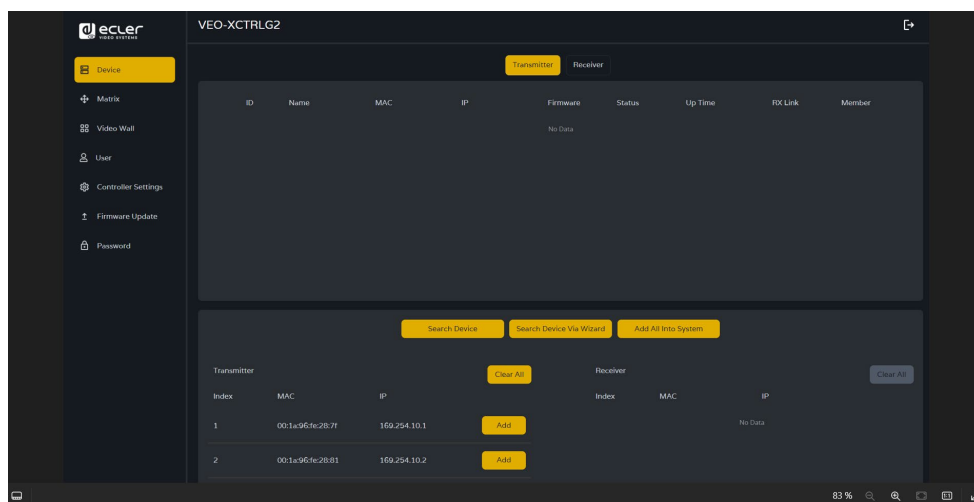 ecler
VIDEO SYSTEMS
VEO-XCTRLG2
Device
Matrix
Video Wall
User
Controller Settings
Firmware Update
Password
Transmitter Receiver
ID Name MAC IP Firmware Status Up Time RX Link Member
No Data
Search Device Search Device Via Wizard Add All Into System
Transmitter Clear All
Index MAC IP
1 00:1a:96:fe:28:7f 169.254.10.1 Add
2 00:1a:96:fe:28:81 169.254.10.2 Add
Receiver Clear All
Index MAC IP
No Data
83 %